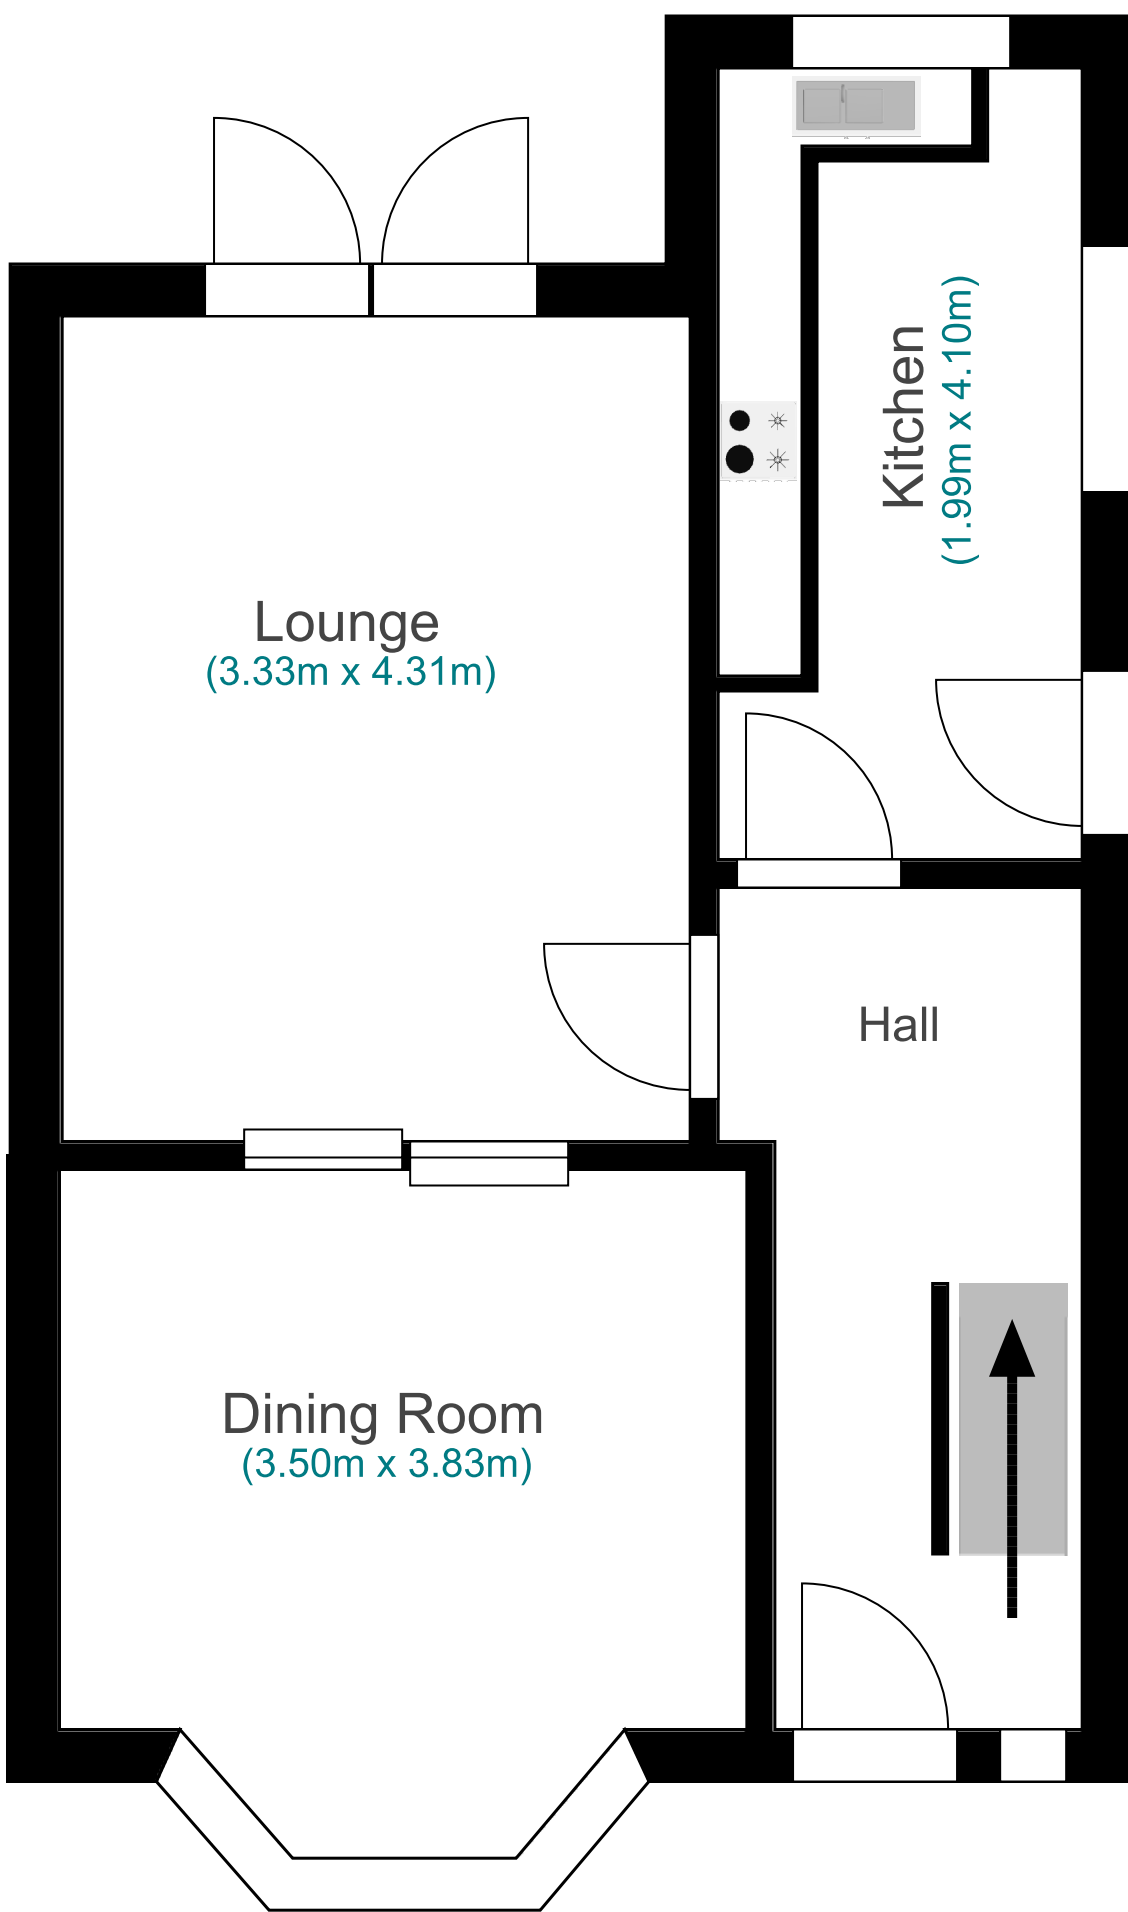 Kitchen
(1.99m x 4.10m)
Lounge
(3.33m x 4.31m)
Hall
Dining Room
(3.50m x 3.83m)